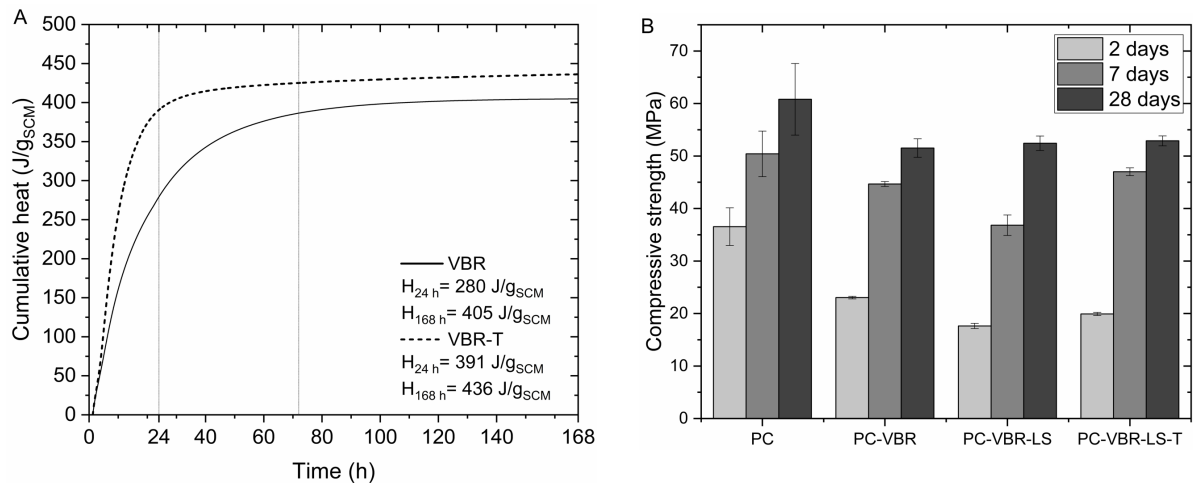 A
500
450
400
350
300
250
200
150
100
50
0
Cumulative heat (J/gSCM)
VBR
H24 h= 280 J/gSCM
H168 h= 405 J/gSCM
VBR-T
H24 h= 391 J/gSCM
H168 h= 436 J/gSCM
0 24 40 60 80 100 120 140 168
Time (h)
B
70
60
50
40
30
20
10
0
Compressive strength (MPa)
2 days
7 days
28 days
PC PC-VBR PC-VBR-LS PC-VBR-LS-T